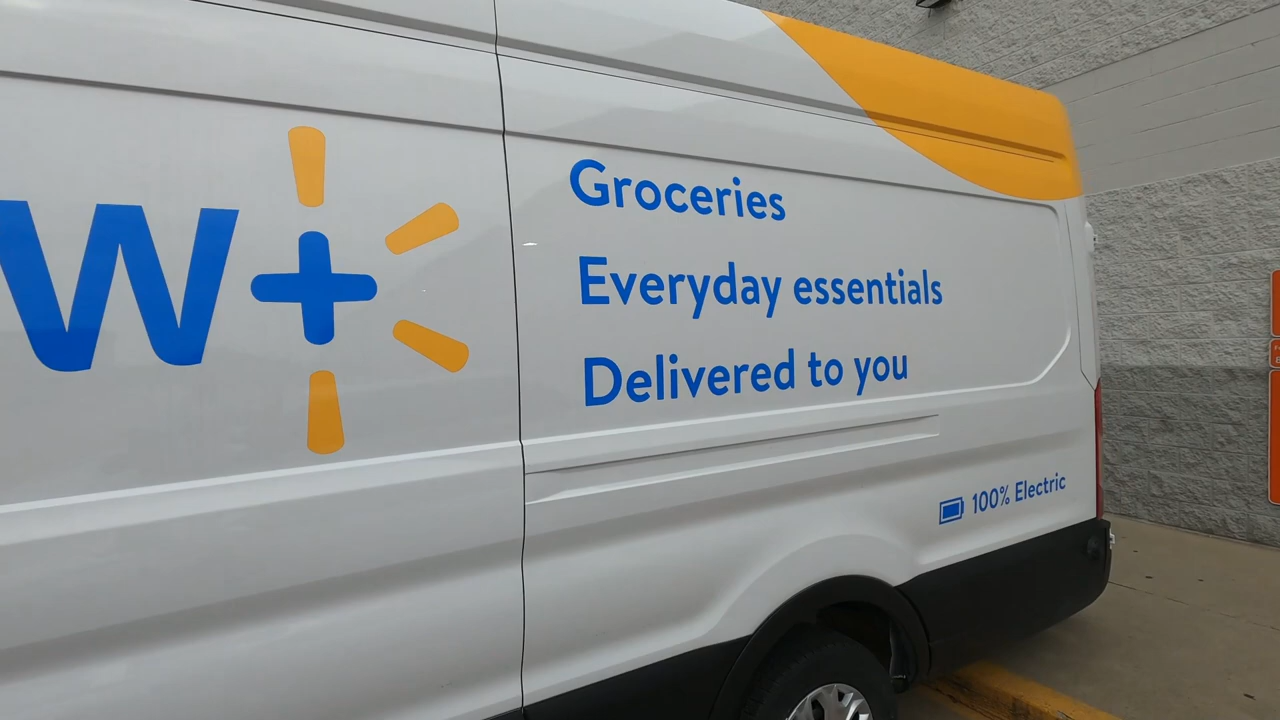 W+
Groceries
Everyday essentials
Delivered to you
100% Electric